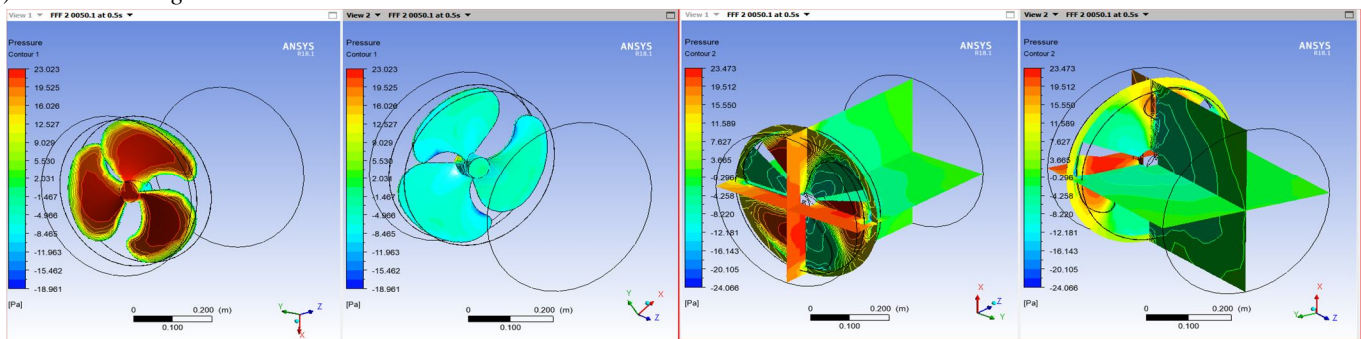 View 1 ▼ FFF 2 0050.1 at 0.5s ▼
Pressure
Contour 1
23.023
19.525
16.026
12.527
9.029
5.530
2.031
-1.467
-4.966
-8.465
-11.963
-15.462
-18.961
[Pa]
ANSYS
R18.1
0 0.200 (m)
0.100
Y Z
X
View 2 ▼ FFF 2 0050.1 at 0.5s ▼
Pressure
Contour 1
23.023
19.525
16.026
12.527
9.029
5.530
2.031
-1.467
-4.966
-8.465
-11.963
-15.462
-18.961
[Pa]
ANSYS
R18.1
0 0.200 (m)
0.100
Y X
Z
View 1 ▼ FFF 2 0050.1 at 0.5s ▼
Pressure
Contour 2
23.473
19.512
15.550
11.589
7.627
3.665
-0.296
-4.258
-8.220
-12.181
-16.143
-20.105
-24.066
[Pa]
ANSYS
R18.1
0 0.200 (m)
0.100
X
Z
Y
View 2 ▼ FFF 2 0050.1 at 0.5s ▼
Pressure
Contour 2
23.473
19.512
15.550
11.589
7.627
3.665
-0.296
-4.258
-8.220
-12.181
-16.143
-20.105
-24.066
[Pa]
ANSYS
R18.1
0 0.200 (m)
0.100
X
Y Z